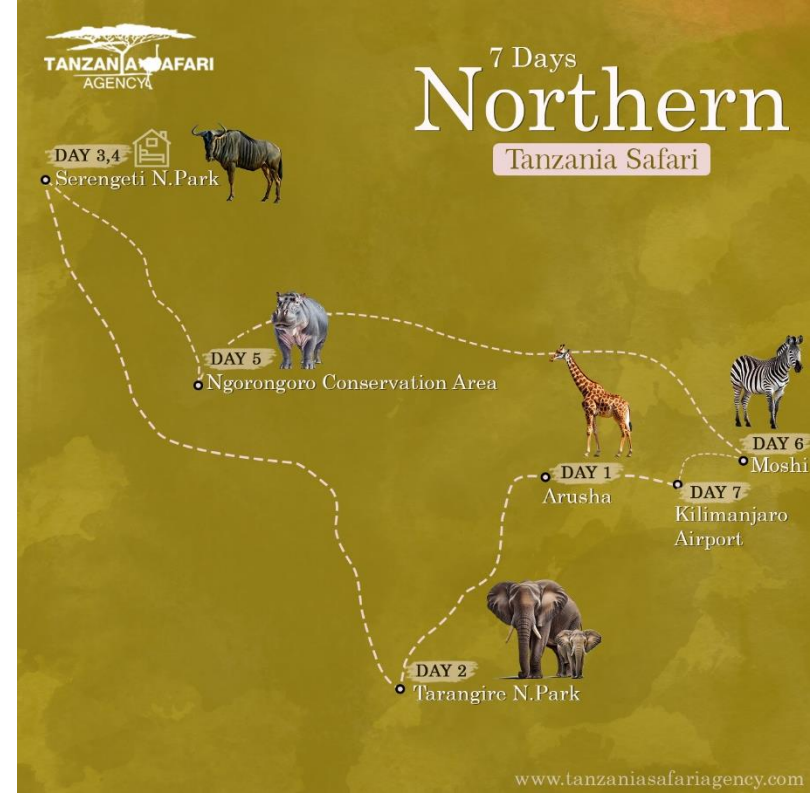 TANZANIA SAFARI
AGENCY
7 Days
Northern
Tanzania Safari
DAY 3,4
Serengeti N.Park
DAY 5
Ngorongoro Conservation Area
DAY 6
Moshi
DAY 1
Arusha
DAY 7
Kilimanjaro
Airport
DAY 2
Tarangire N.Park
www.tanzaniasafariagency.com